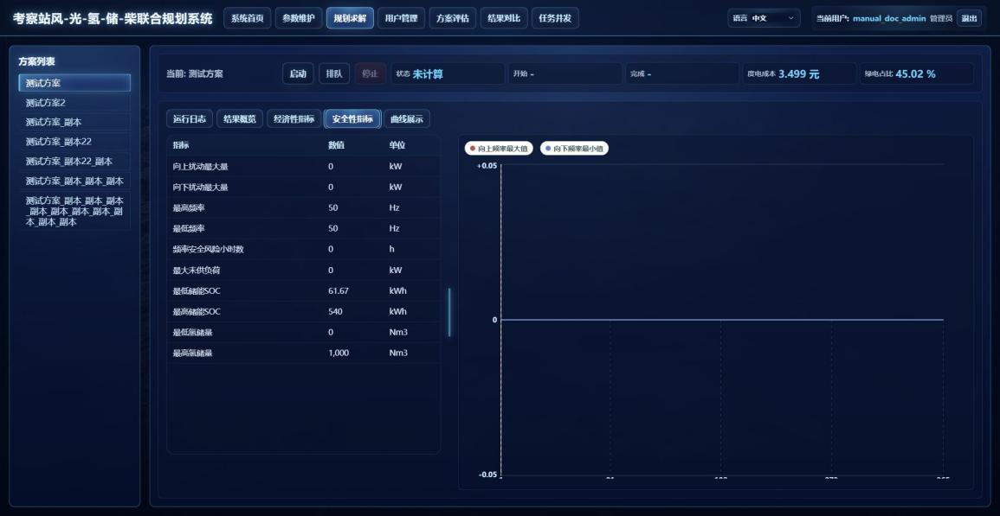 考察站风-光-氢-储-柴联合规划系统 系统首页 参数维护 规划求解 用户管理 方案评估 结果对比 任务并发 语言 中文 当前用户: manual_doc_admin 管理员 退出
方案列表
测试方案
测试方案2
测试方案_副本
测试方案_副本22
测试方案_副本22_副本
测试方案_副本_副本_副本
测试方案_副本_副本_副本
_副本_副本_副本_副本_副
本_副本_副本
当前: 测试方案 启动 排队 停止 状态 未计算 开始 - 完成 - 度电成本 3.499 元 绿电占比 45.02 %
运行日志 结果概览 经济性指标 安全性指标 曲线展示
指标 数值 单位
向上扰动最大量 0 kW
向下扰动最大量 0 kW
最高频率 50 Hz
最低频率 50 Hz
频率安全风险小时数 0 h
最大未供负荷 0 kW
最低储能SOC 61.67 kWh
最高储能SOC 540 kWh
最低氢储量 0 Nm3
最高氢储量 1,000 Nm3
向上频率最大值 向下频率最小值
+0.05
0
-0.05